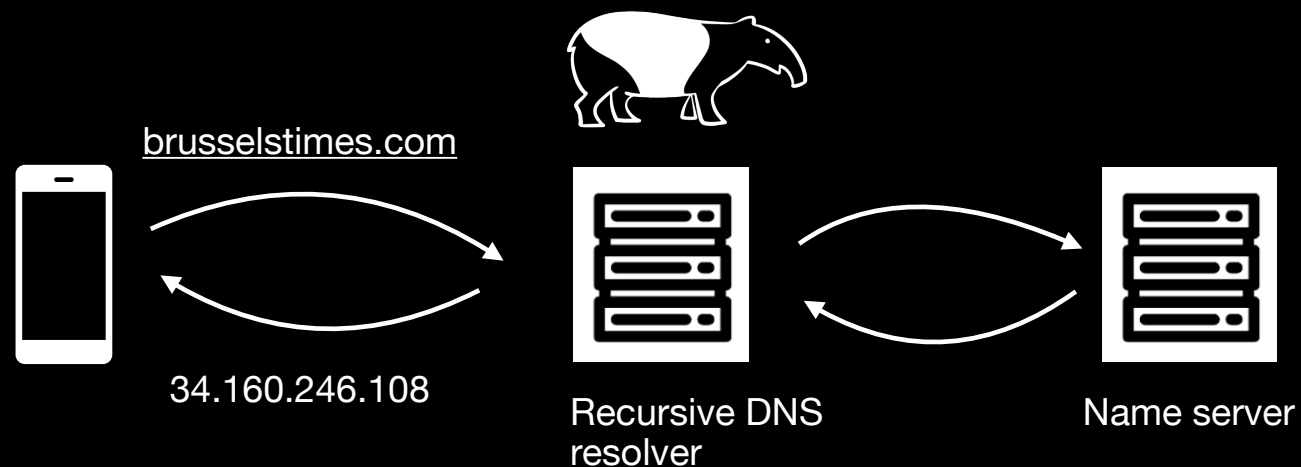 brusselstimes.com
34.160.246.108
Recursive DNS
resolver
Name server